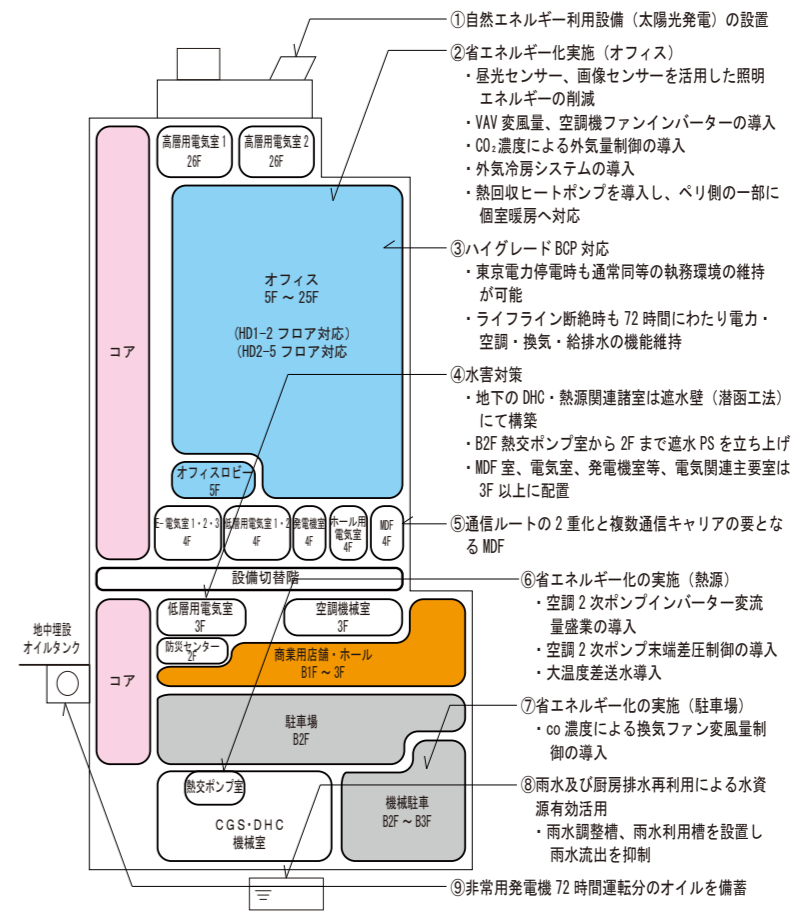 ①自然エネルギー利用設備（太陽光発電）の設置
②省エネルギー化実施（オフィス）
・昼光センサー、画像センサーを活用した照明
エネルギーの削減
・VAV変風量、空調機ファンインバーターの導入
・CO₂濃度による外気量制御の導入
・外気冷房システムの導入
・熱回収ヒートポンプを導入し、ペリ側の一部に
個室暖房へ対応
③ハイグレードBCP対応
・東京電力停電時も通常同等の執務環境の維持
が可能
・ライフライン断絶時も72時間にわたり電力・
空調・換気・給排水の機能維持
④水害対策
・地下のDHC・熱源関連諸室は遮水壁（潜函工法）
にて構築
・B2F熱交ポンプ室から2Fまで遮水PSを立ち上げ
・MDF室、電気室、発電機室等、電気関連主要室は
3F以上に配置
⑤通信ルートの2重化と複数通信キャリアの要とな
るMDF
⑥省エネルギー化の実施（熱源）
・空調2次ポンプインバーター変流
量盛業の導入
・空調2次ポンプ末端差圧制御の導入
・大温度差送水導入
⑦省エネルギー化の実施（駐車場）
・co濃度による換気ファン変風量制
御の導入
⑧雨水及び厨房排水再利用による水資
源有効活用
・雨水調整槽、雨水利用槽を設置し
雨水流出を抑制
⑨非常用発電機72時間運転分のオイルを備蓄
高層用電気室1
26F
高層用電気室2
26F
コア
オフィス
5F～25F
(HD1-2フロア対応)
(HD2-5フロア対応
オフィスロビー
5F
E-電気室1・2・3
4F
低層用電気室1・2
4F
発電機室
4F
ホール用
電気室
4F
MDF
4F
設備切替階
コア
低層用電気室
3F
空調機械室
3F
防災センター
2F
商業用店舗・ホール
B1F～3F
地中埋設
オイルタンク
駐車場
B2F
熱交ポンプ室
CGS・DHC
機械室
機械駐車
B2F～B3F